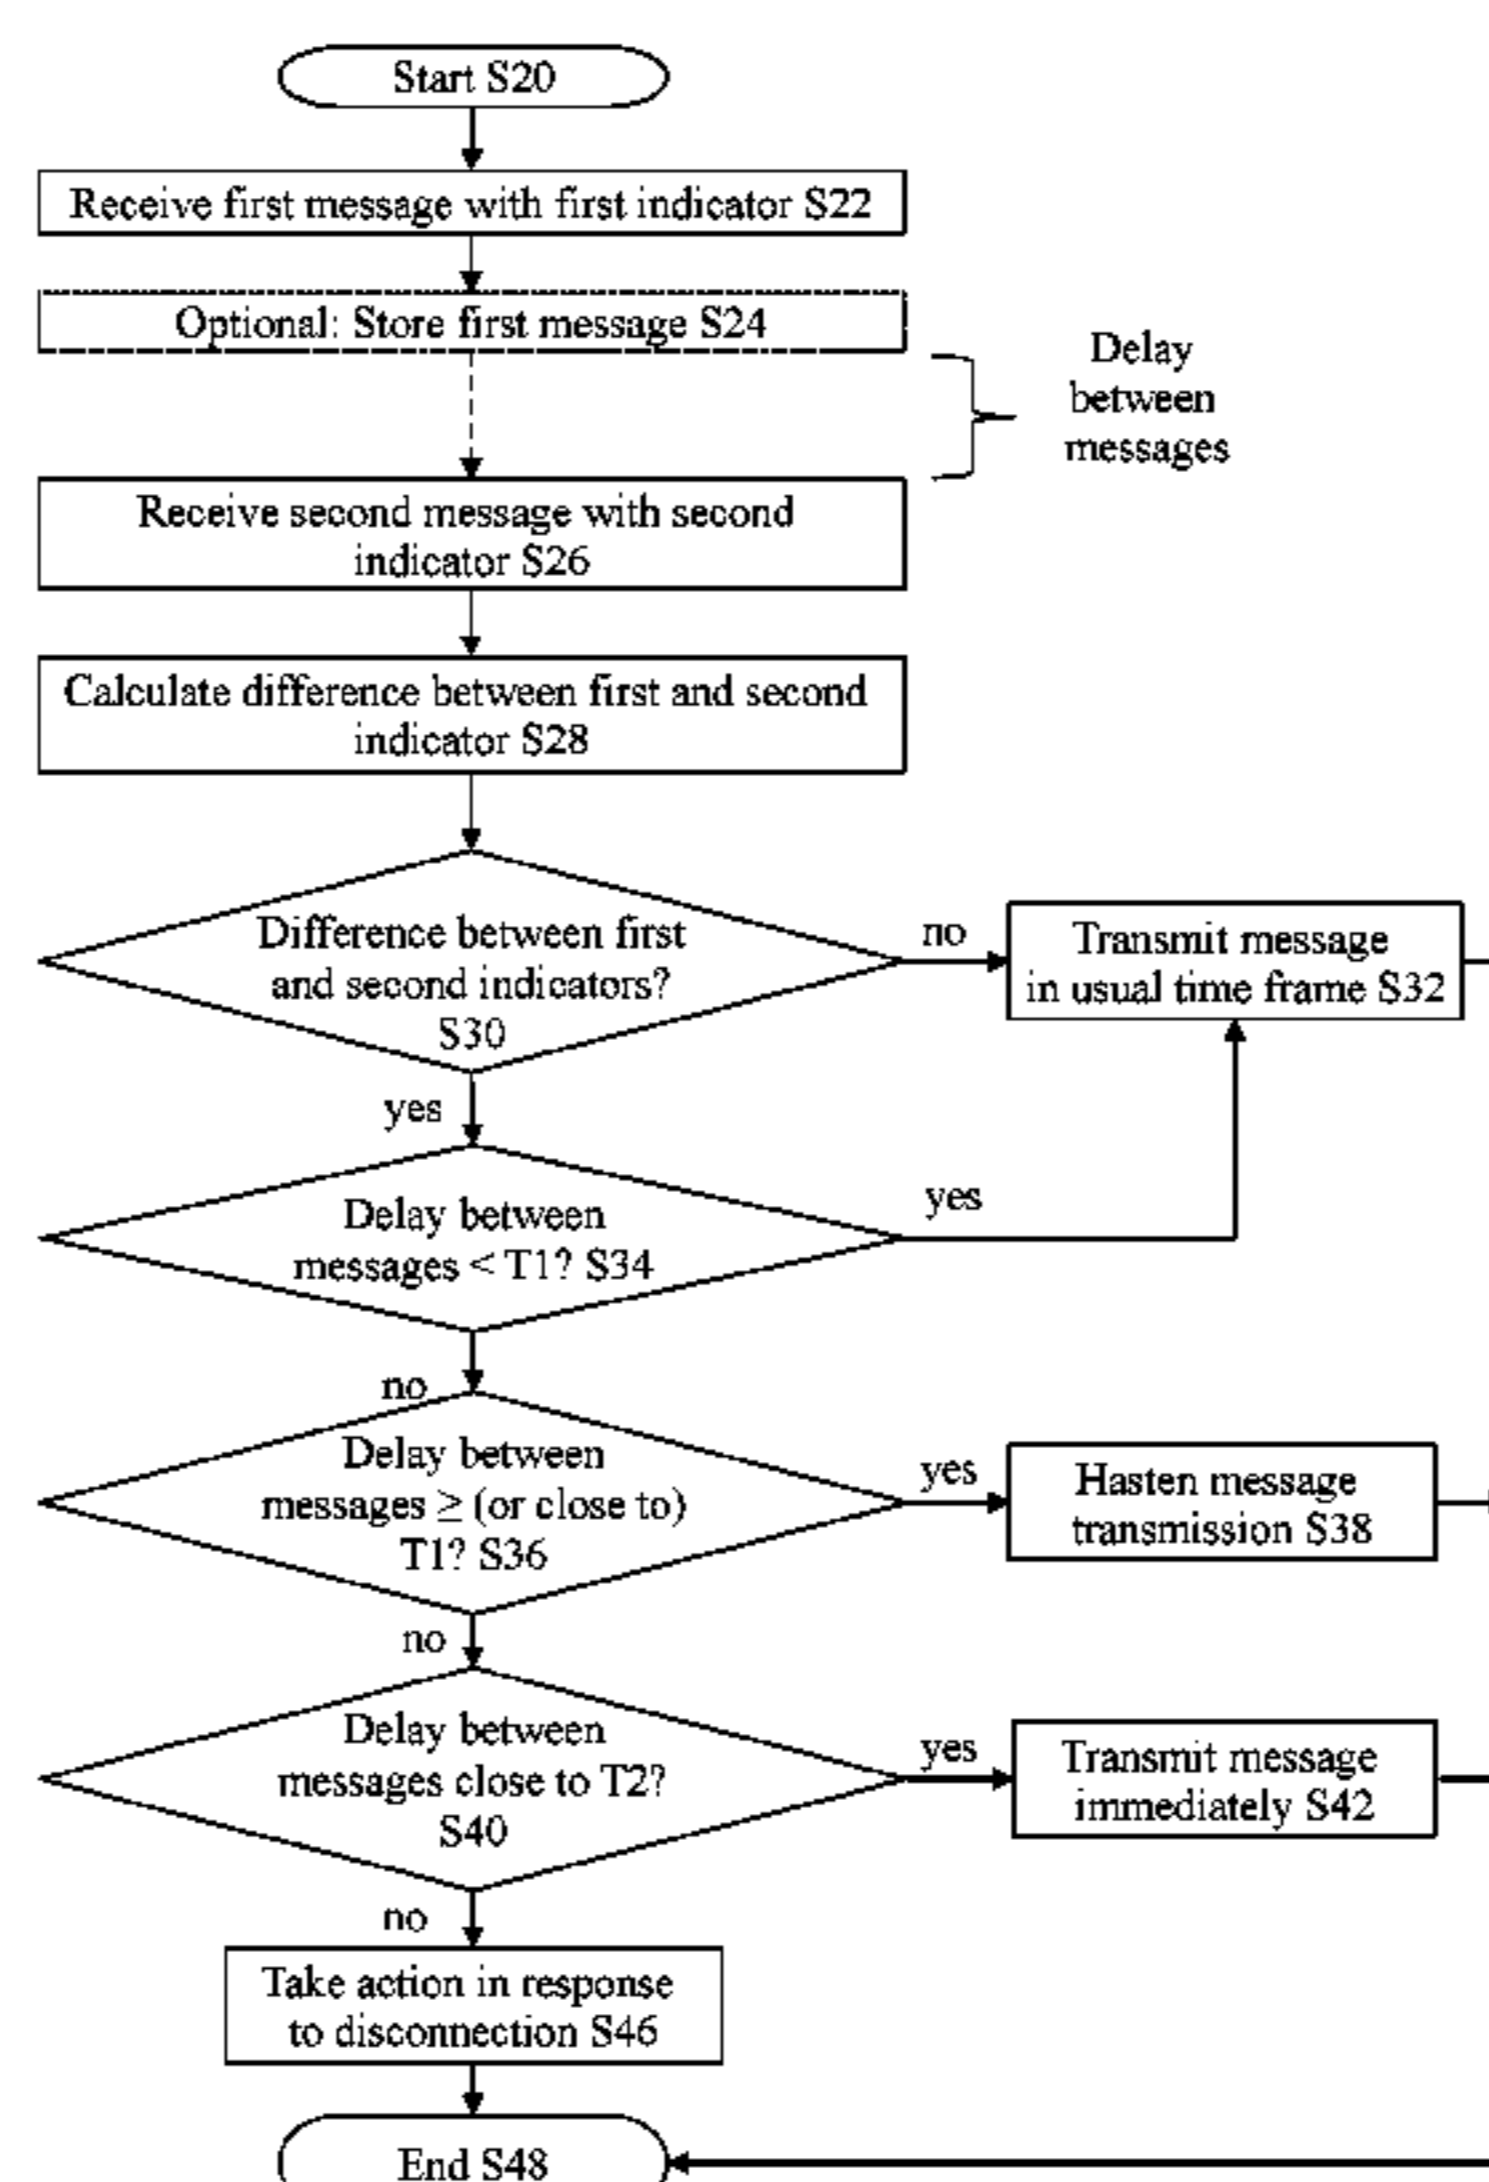 Start S20
Receive first message with first indicator S22
Optional: Store first message S24
Delay
between
messages
Receive second message with second
indicator S26
Calculate difference between first and second
indicator S28
Difference between first
and second indicators?
S30
no
Transmit message
in usual time frame S32
yes
Delay between
messages < T1? S34
yes
no
Delay between
messages ≥ (or close to)
T1? S36
yes
Hasten message
transmission S38
no
Delay between
messages close to T2?
S40
yes
Transmit message
immediately S42
no
Take action in response
to disconnection S46
End S48